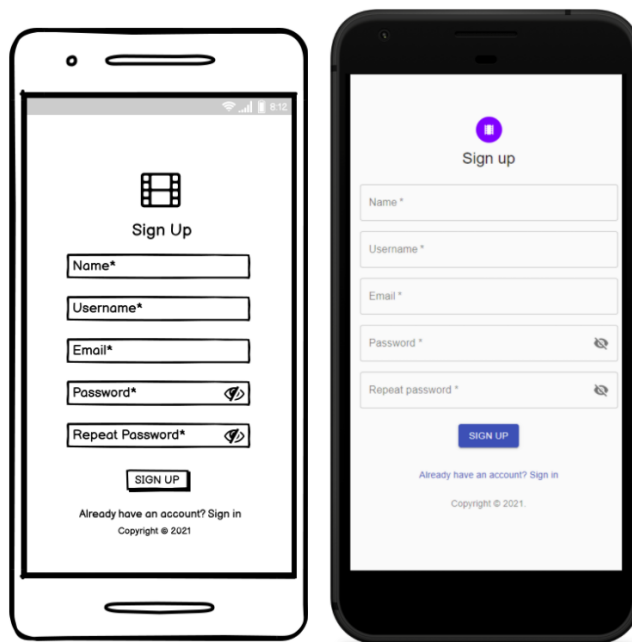 8:12
Sign Up
Name*
Username*
Email*
Password*
Repeat Password*
SIGN UP
Already have an account? Sign in
Copyright © 2021
Sign up
Name *
Username *
Email *
Password *
Repeat password *
SIGN UP
Already have an account? Sign in
Copyright © 2021.